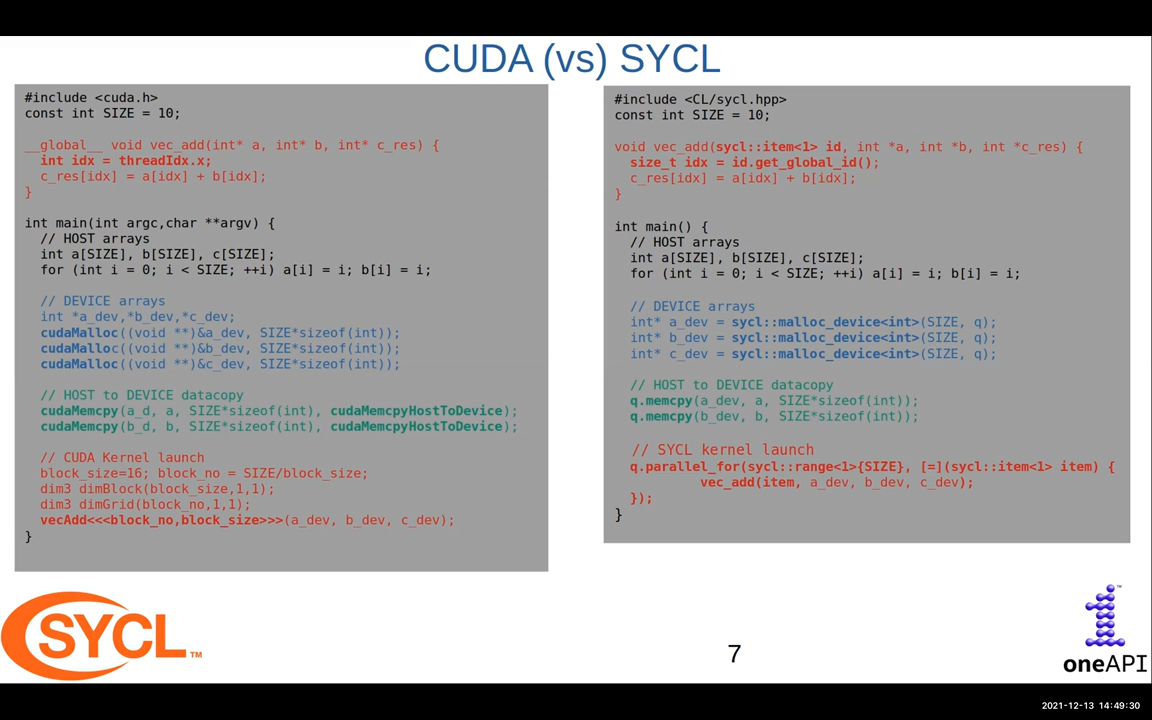 CUDA (vs) SYCL
#include <cuda.h>
const int SIZE = 10;
__global__ void vec_add(int* a, int* b, int* c_res) {
int idx = threadIdx.x;
c_res[idx] = a[idx] + b[idx];
}
int main(int argc,char **argv) {
// HOST arrays
int a[SIZE], b[SIZE], c[SIZE];
for (int i = 0; i < SIZE; ++i) a[i] = i; b[i] = i;
// DEVICE arrays
int *a_dev,*b_dev,*c_dev;
cudaMalloc((void **)&a_dev, SIZE*sizeof(int));
cudaMalloc((void **)&b_dev, SIZE*sizeof(int));
cudaMalloc((void **)&c_dev, SIZE*sizeof(int));
// HOST to DEVICE datacopy
cudaMemcpy(a_d, a, SIZE*sizeof(int), cudaMemcpyHostToDevice);
cudaMemcpy(b_d, b, SIZE*sizeof(int), cudaMemcpyHostToDevice);
// CUDA Kernel launch
block_size=16; block_no = SIZE/block_size;
dim3 dimBlock(block_size,1,1);
dim3 dimGrid(block_no,1,1);
vecAdd<<<block_no,block_size>>>(a_dev, b_dev, c_dev);
}
#include <CL/sycl.hpp>
const int SIZE = 10;
void vec_add(sycl::item<1> id, int *a, int *b, int *c_res) {
size_t idx = id.get_global_id();
c_res[idx] = a[idx] + b[idx];
}
int main() {
// HOST arrays
int a[SIZE], b[SIZE], c[SIZE];
for (int i = 0; i < SIZE; ++i) a[i] = i; b[i] = i;
// DEVICE arrays
int* a_dev = sycl::malloc_device<int>(SIZE, q);
int* b_dev = sycl::malloc_device<int>(SIZE, q);
int* c_dev = sycl::malloc_device<int>(SIZE, q);
// HOST to DEVICE datacopy
q.memcpy(a_dev, a, SIZE*sizeof(int));
q.memcpy(b_dev, b, SIZE*sizeof(int));
// SYCL kernel launch
q.parallel_for(sycl::range<1>{SIZE}, [=](sycl::item<1> item) {
vec_add(item, a_dev, b_dev, c_dev);
});
}
SYCL™
7
oneAPI
2021-12-13 14:49:30